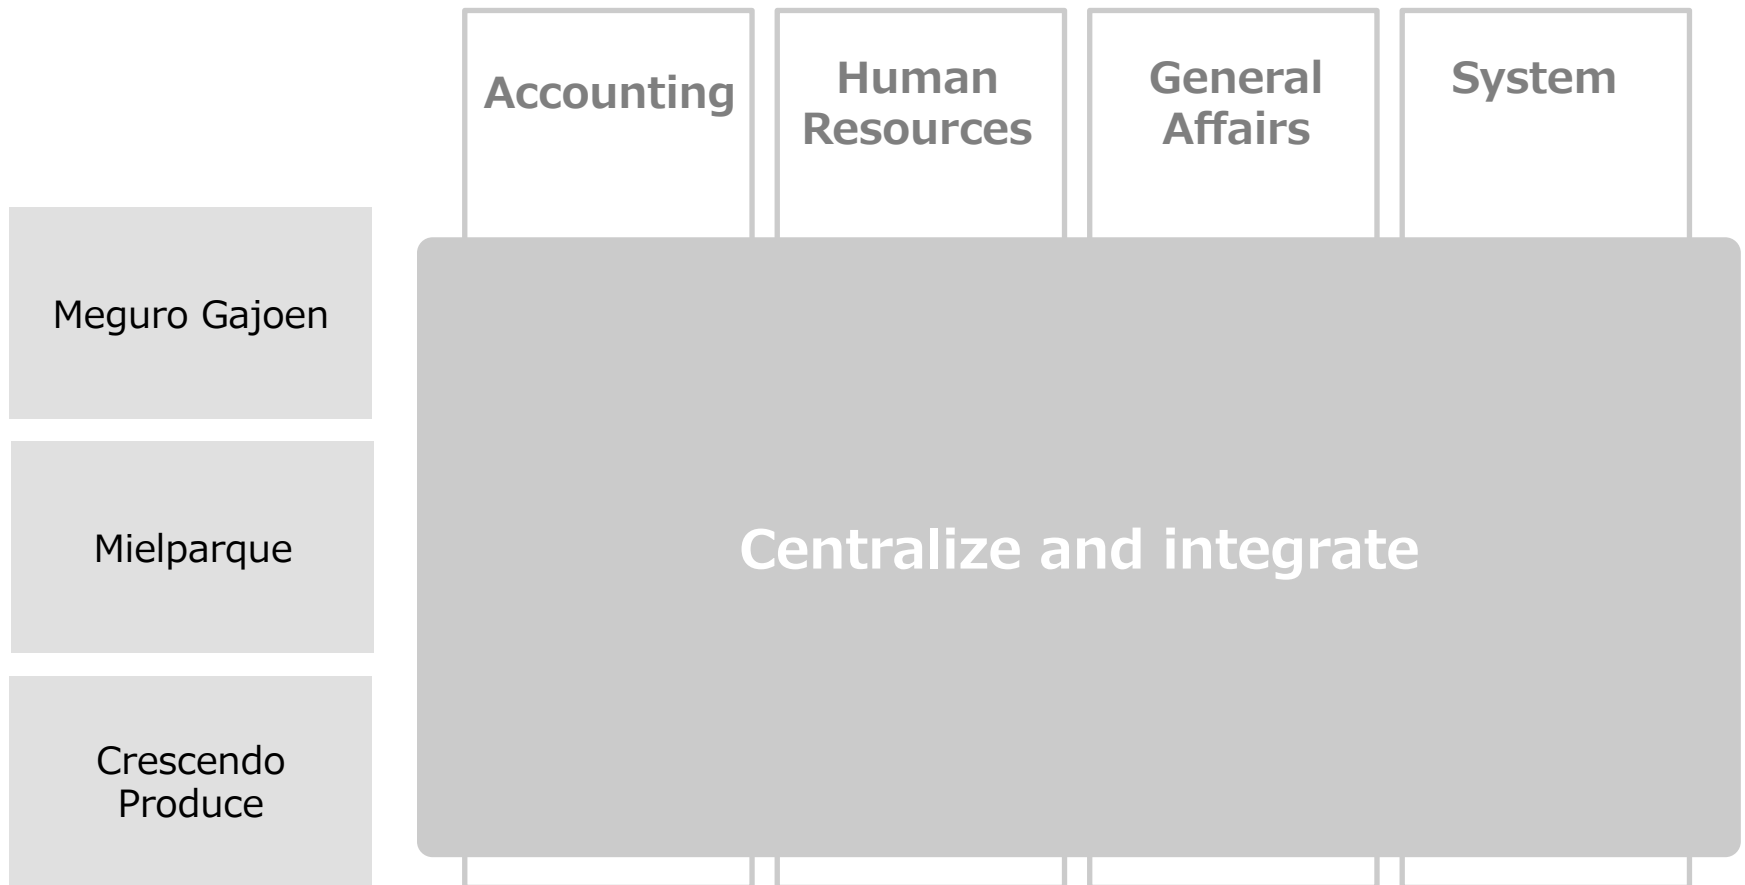 Accounting
Human
Resources
General
Affairs
System
Meguro Gajoen
Mielparque
Centralize and integrate
Crescendo
Produce